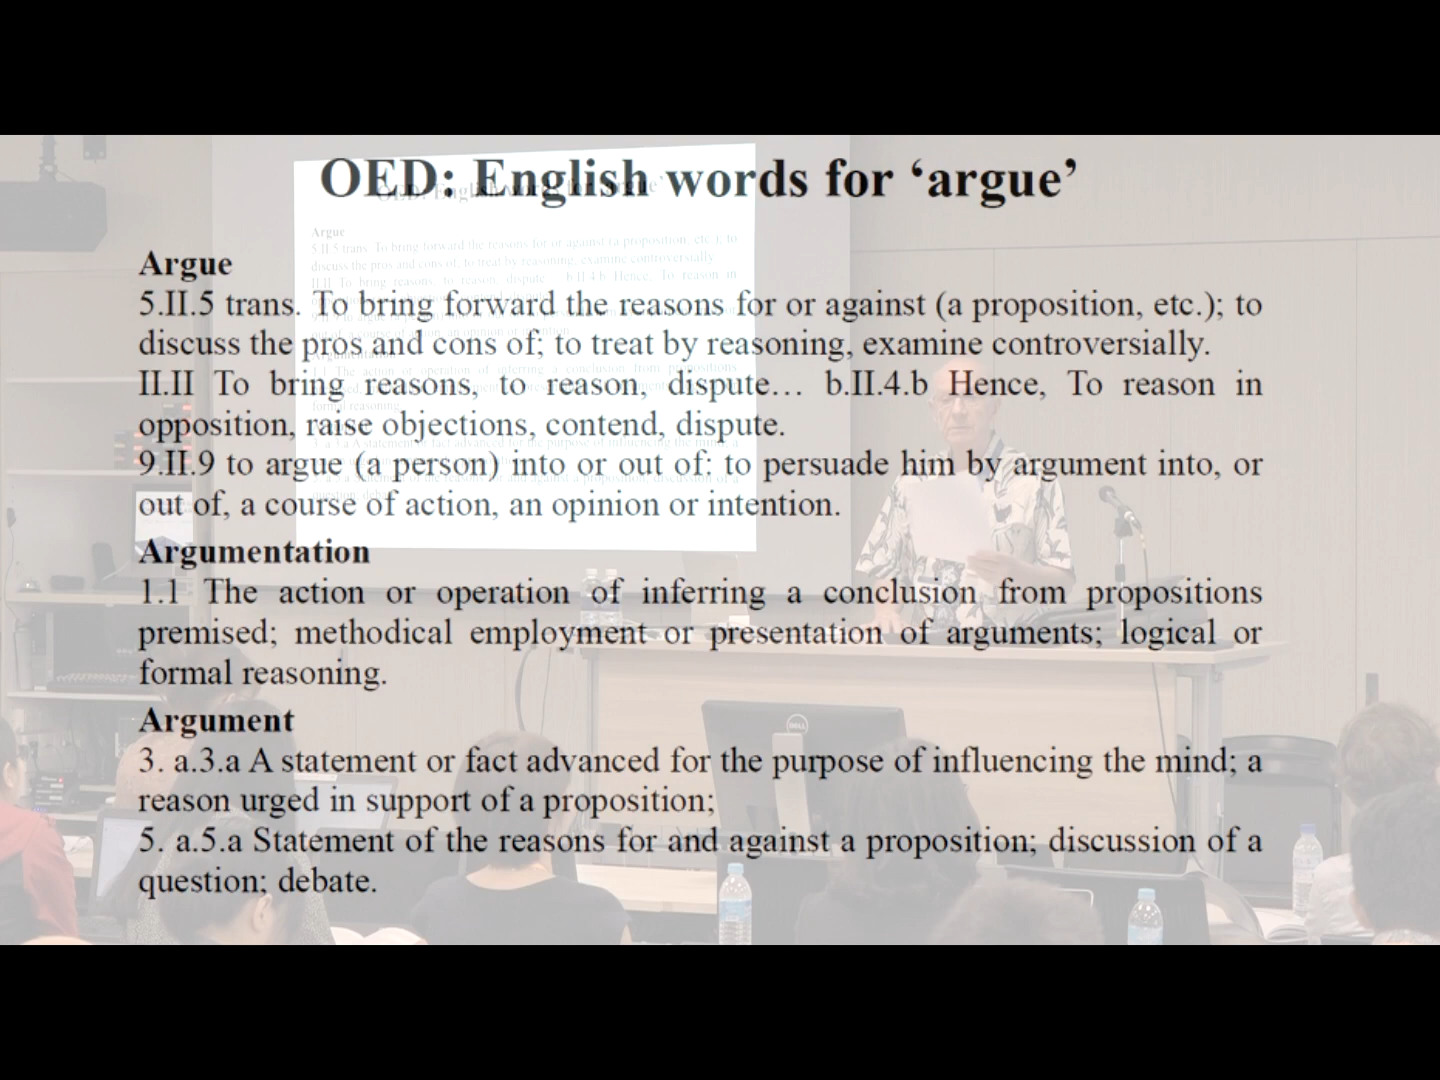 OED: English words for ‘argue’
Argue
5.II.5 trans. To bring forward the reasons for or against (a proposition, etc.); to
discuss the pros and cons of; to treat by reasoning, examine controversially.
II.II To bring reasons, to reason, dispute… b.II.4.b Hence, To reason in
opposition, raise objections, contend, dispute.
9.II.9 to argue (a person) into or out of: to persuade him by argument into, or
out of, a course of action, an opinion or intention.
Argumentation
1.1 The action or operation of inferring a conclusion from propositions
premised; methodical employment or presentation of arguments; logical or
formal reasoning.
Argument
3. a.3.a A statement or fact advanced for the purpose of influencing the mind; a
reason urged in support of a proposition;
5. a.5.a Statement of the reasons for and against a proposition; discussion of a
question; debate.
DELL